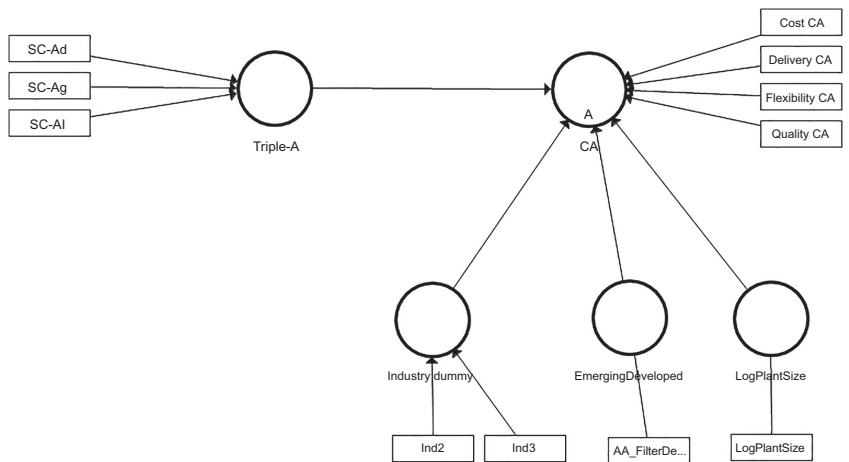 Cost CA
SC-Ad
Delivery CA
SC-Ag
Flexibility CA
SC-Al
A
Quality CA
Triple-A
CA
Industry dummy
EmergingDeveloped
LogPlantSize
Ind2
Ind3
AA_FilterDe...
LogPlantSize